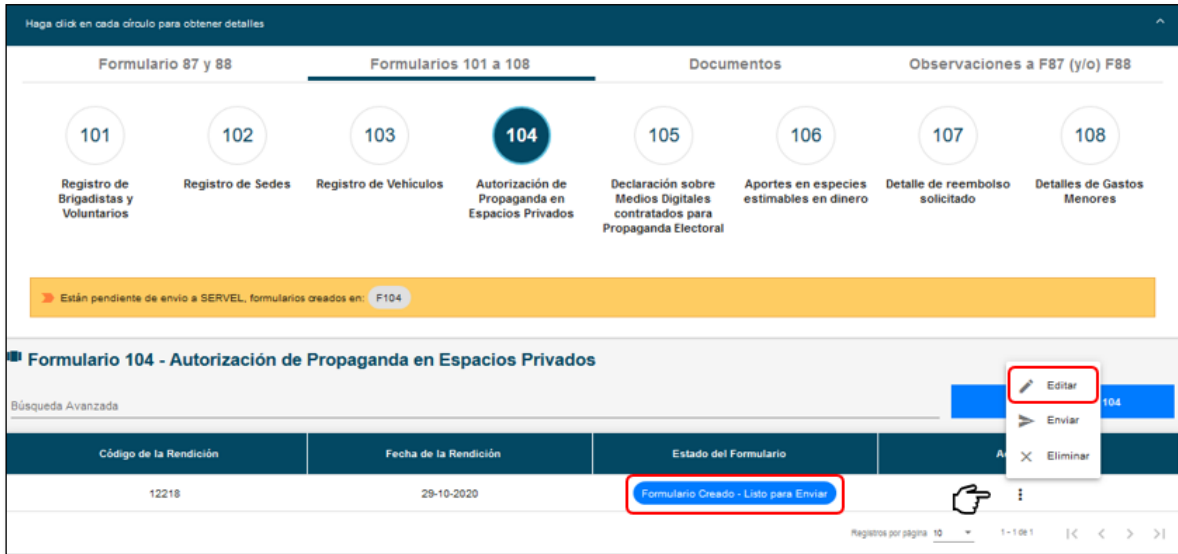 Haga click en cada círculo para obtener detalles
Formulario 87 y 88
Formularios 101 a 108
Documentos
Observaciones a F87 (y/o) F88
101
102
103
104
105
106
107
108
Registro de
Brigadistas y
Voluntarios
Registro de Sedes
Registro de Vehículos
Autorización de
Propaganda en
Espacios Privados
Declaración sobre
Medios Digitales
contratados para
Propaganda Electoral
Aportes en especies
estimables en dinero
Detalle de reembolso
solicitado
Detalles de Gastos
Menores
Están pendiente de envío a SERVEL, formularios creados en: F104
Formulario 104 - Autorización de Propaganda en Espacios Privados
Búsqueda Avanzada
104
Editar
Enviar
Eliminar
Código de la Rendición
Fecha de la Rendición
Estado del Formulario
12218
29-10-2020
Formulario Creado - Listo para Enviar
Registros por página 10
1-1 de 1